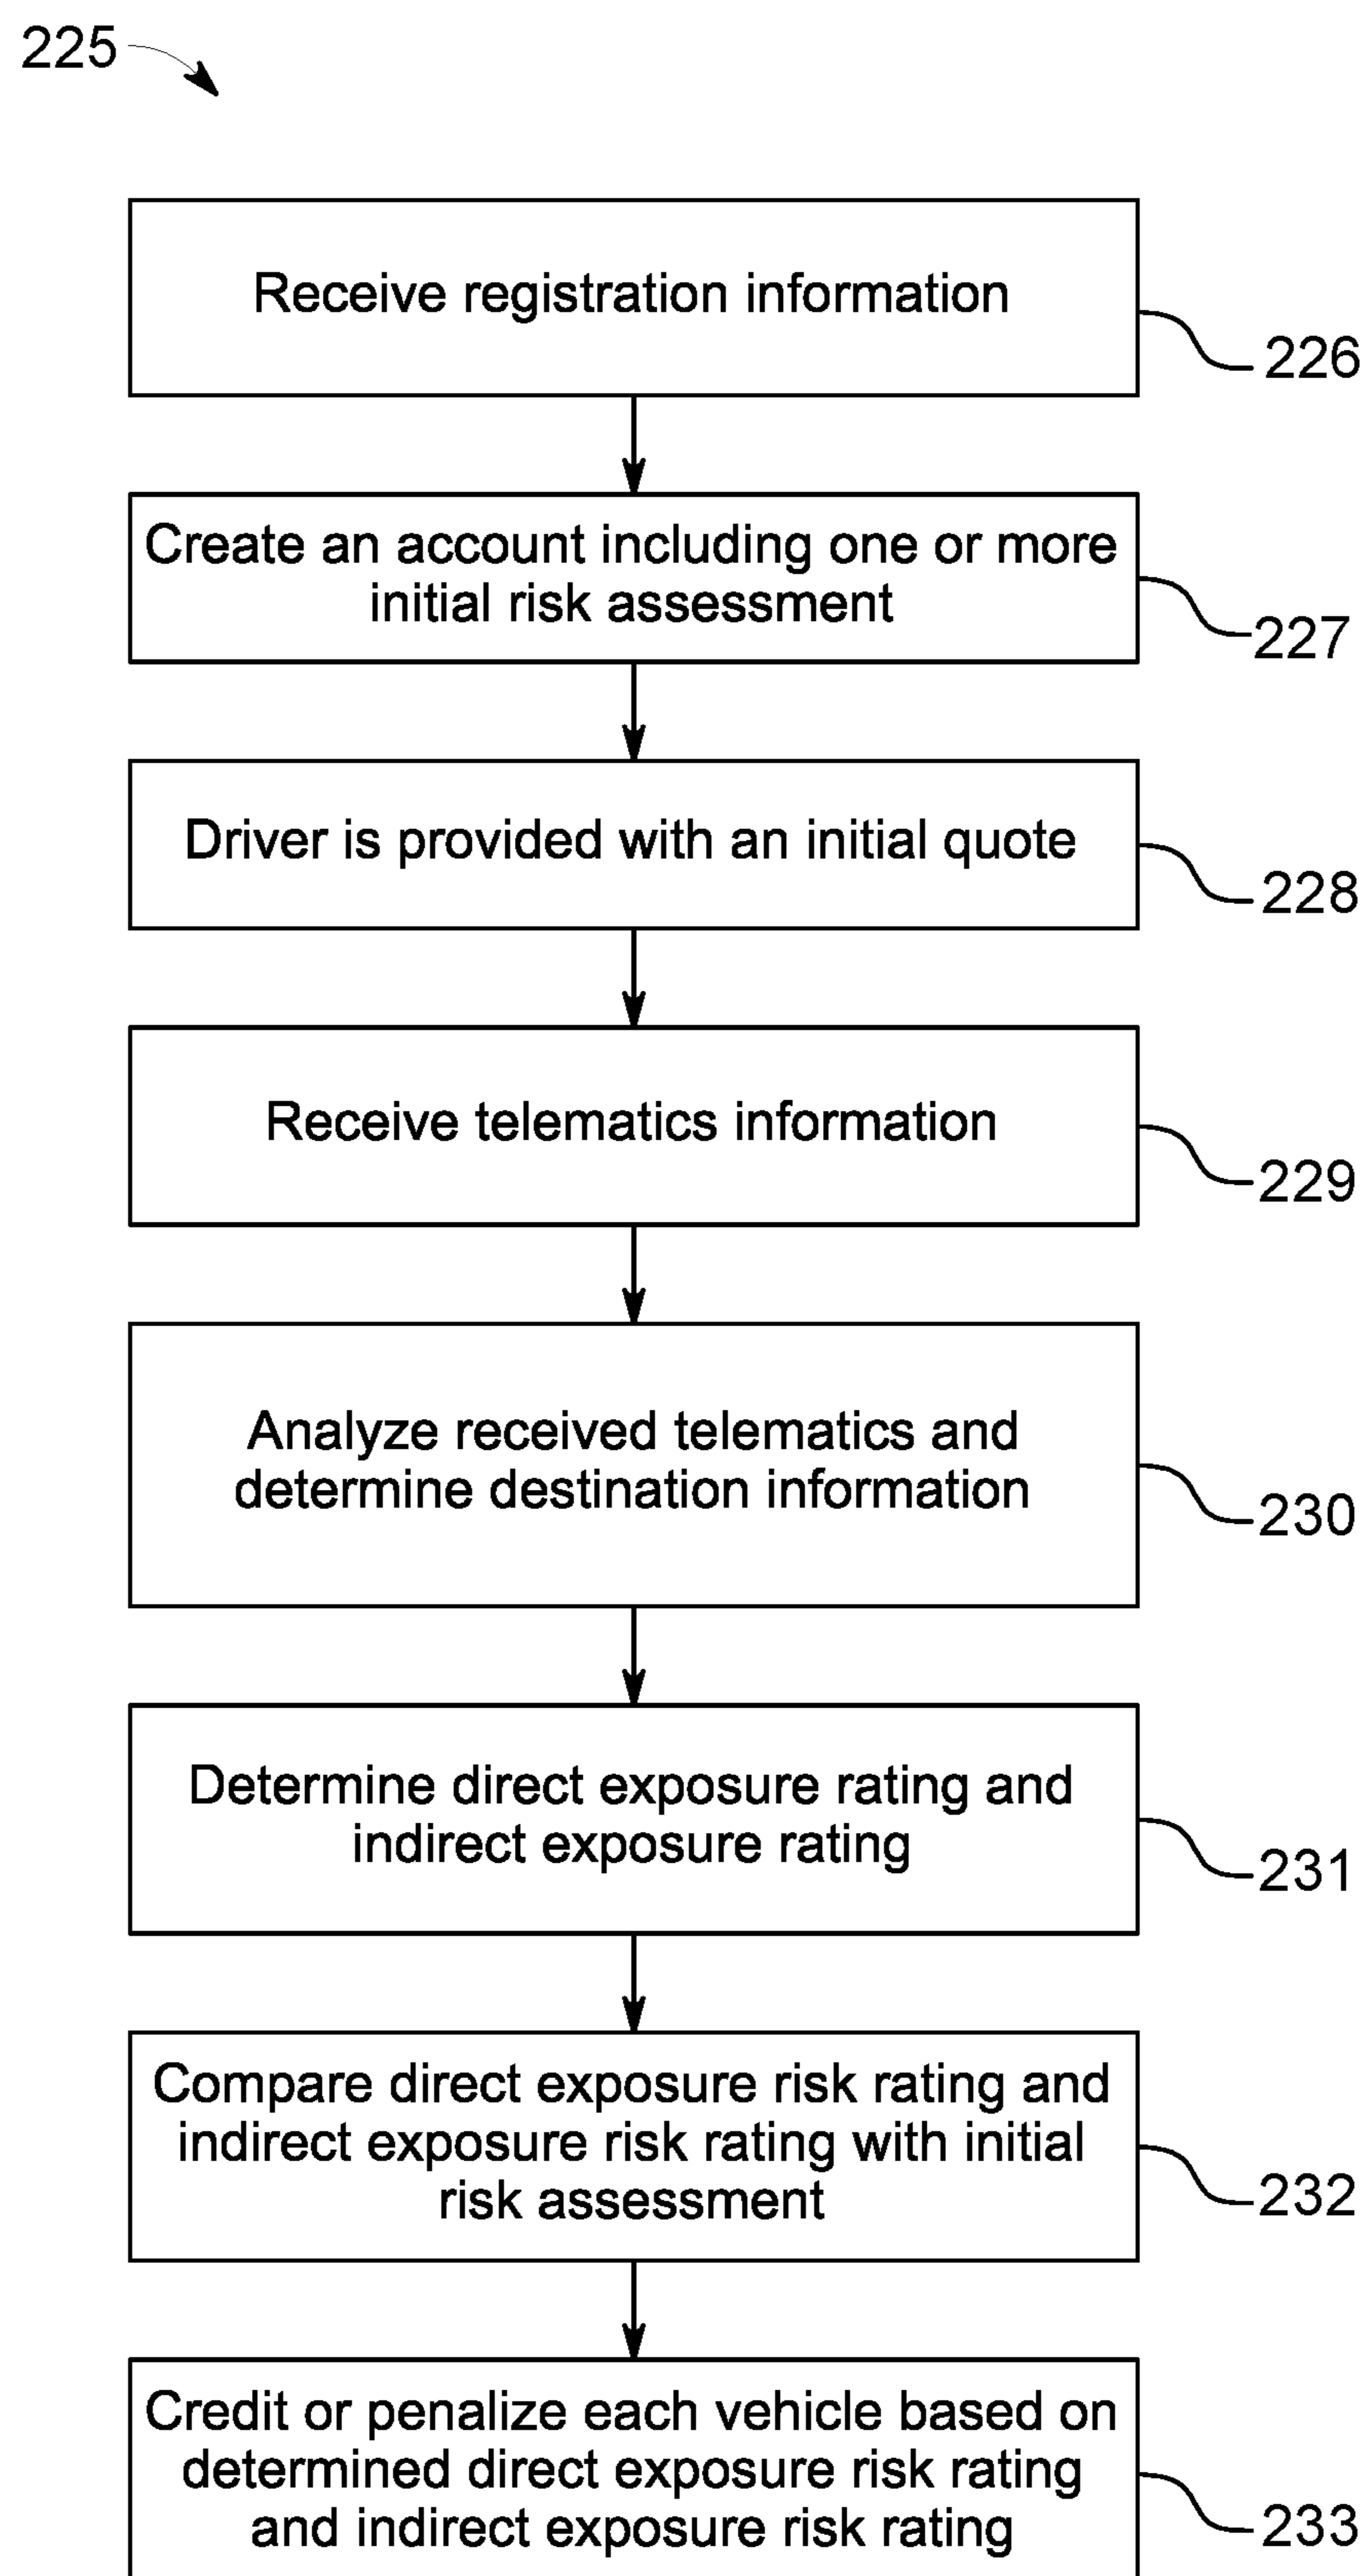 225
Receive registration information
226
Create an account including one or more
initial risk assessment
227
Driver is provided with an initial quote
228
Receive telematics information
229
Analyze received telematics and
determine destination information
230
Determine direct exposure rating and
indirect exposure rating
231
Compare direct exposure risk rating and
indirect exposure risk rating with initial
risk assessment
232
Credit or penalize each vehicle based on
determined direct exposure risk rating
and indirect exposure risk rating
233